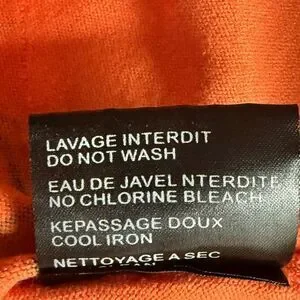 LAVAGE INTERDIT
DO NOT WASH
EAU DE JAVEL NTERDITE
NO CHLORINE BLEACH
KEPASSAGE DOUX
COOL IRON
NETTOYAGE A SEC